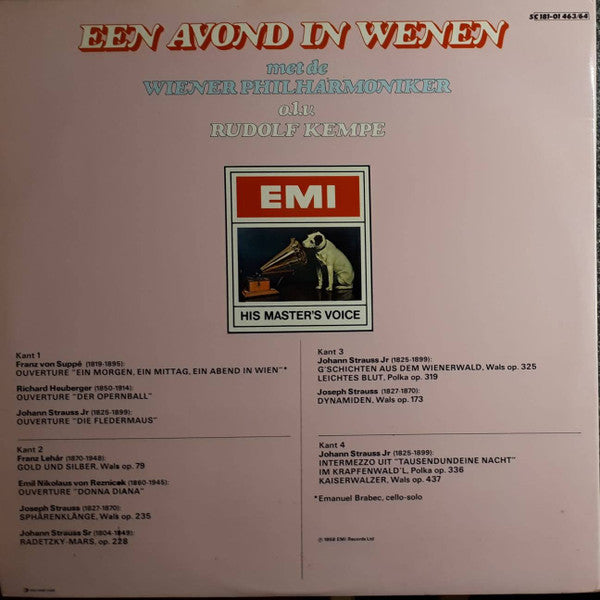 5C 181-01 463/64
EEN AVOND IN WENEN
met de
WIENER PHILHARMONIKER
o.l.v.
RUDOLF KEMPE
EMI
HIS MASTER'S VOICE
Kant 1
Franz von Suppé (1819-1895):
OUVERTURE "EIN MORGEN, EIN MITTAG, EIN ABEND IN WIEN"*
Richard Heuberger (1850-1914):
OUVERTURE "DER OPERNBALL"
Johann Strauss Jr (1825-1899):
OUVERTURE "DIE FLEDERMAUS"
Kant 2
Franz Lehár (1870-1948):
GOLD UND SILBER, Wals op. 79
Emil Nikolaus von Reznicek (1860-1945):
OUVERTURE "DONNA DIANA"
Joseph Strauss (1827-1870):
SPHÄRENKLÄNGE, Wals op. 235
Johann Strauss Sr (1804-1849):
RADETZKY-MARS, op. 228
Kant 3
Johann Strauss Jr (1825-1899):
G'SCHICHTEN AUS DEM WIENERWALD, Wals op. 325
LEICHTES BLUT, Polka op. 319
Joseph Strauss (1827-1870):
DYNAMIDEN, Wals op. 173
Kant 4
Johann Strauss Jr (1825-1899):
INTERMEZZO UIT "TAUSENDUNDEINE NACHT"
IM KRAPFENWALD'L, Polka op. 336
KAISERWALZER, Wals op. 437
*Emanuel Brabec, cello-solo
℗ 1958 EMI Records Ltd